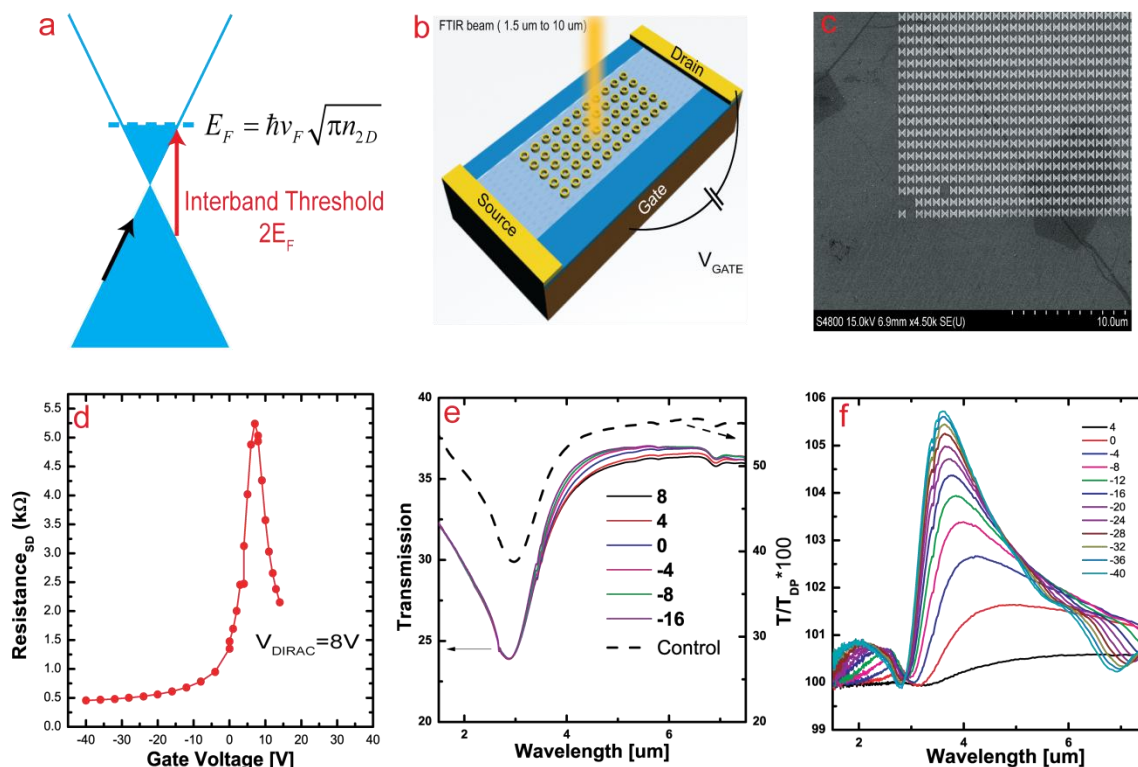 a
E_F = ħv_F√πn_2D
Interband Threshold
2E_F
b
FTIR beam ( 1.5 um to 10 um)
Drain
Source
Gate
V_GATE
c
S4800 15.0kV 6.9mm x4.50k SE(U)
10.0um
d
5.5
5.0
4.5
4.0
3.5
3.0
2.5
2.0
1.5
1.0
0.5
0.0
Resistance_SD (kΩ)
V_DIRAC=8V
-40 -30 -20 -10 0 10 20 30 40
Gate Voltage [V]
e
40
35
30
25
20
Transmission
8
4
0
-4
-8
-16
Control
50
40
30
20
2 4 6
Wavelength [um]
f
T/T_DP*100
106
105
104
103
102
101
100
99
4
0
-4
-8
-12
-16
-20
-24
-28
-32
-36
-40
2 4 6
Wavelength [um]